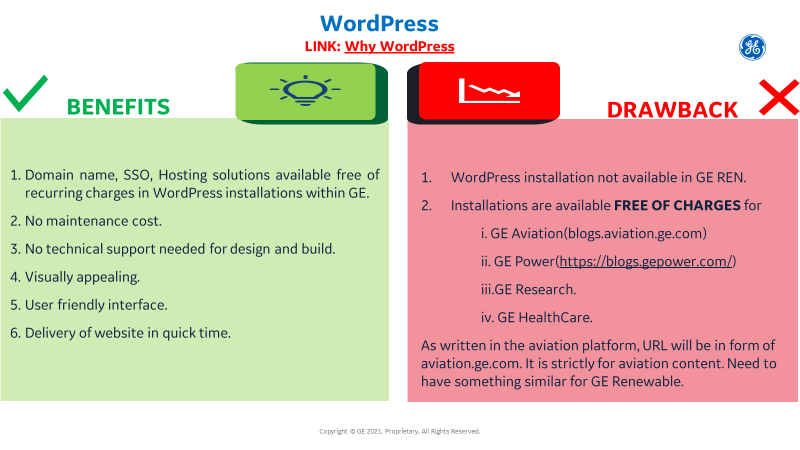 WordPress
LINK: Why WordPress
BENEFITS
1. Domain name, SSO, Hosting solutions available free of
recurring charges in WordPress installations within GE.
2. No maintenance cost.
3. No technical support needed for design and build.
4. Visually appealing.
5. User friendly interface.
6. Delivery of website in quick time.
DRAWBACK
1. WordPress installation not available in GE REN.
2. Installations are available FREE OF CHARGES for
i. GE Aviation(blogs.aviation.ge.com)
ii. GE Power(https://blogs.gepower.com/)
iii.GE Research.
iv. GE HealthCare.
As written in the aviation platform, URL will be in form of
aviation.ge.com. It is strictly for aviation content. Need to
have something similar for GE Renewable.
Copyright © GE 2021. Proprietary. All Rights Reserved.